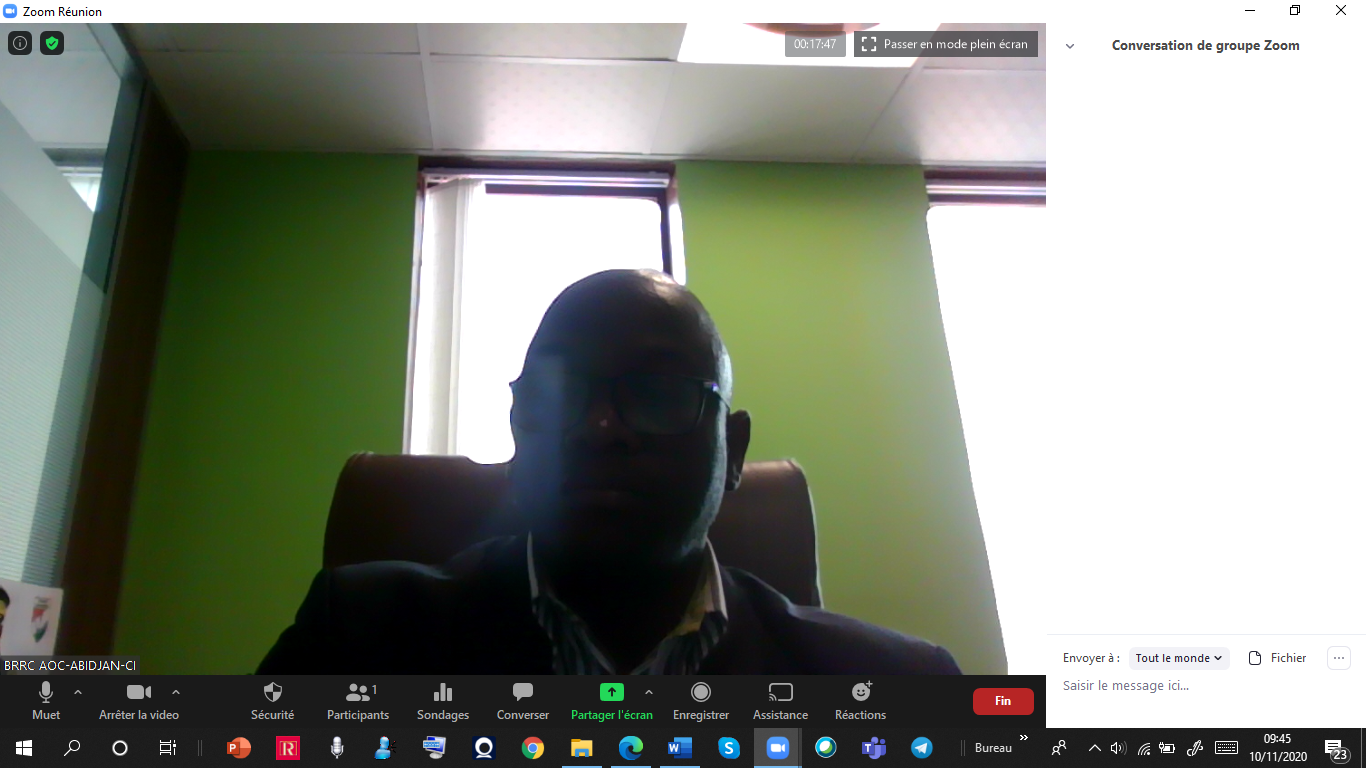 Zoom Réunion
00:17:47
Passer en mode plein écran
Conversation de groupe Zoom
BRRC AOC-ABIDJAN-CI
Envoyer à :
Tout le monde
Fichier
Saisir le message ici...
Muet
Arrêter la video
Sécurité
1
Participants
Sondages
Converser
Partager l'écran
Enregistrer
Assistance
Réactions
Fin
Bureau
09:45
10/11/2020
23